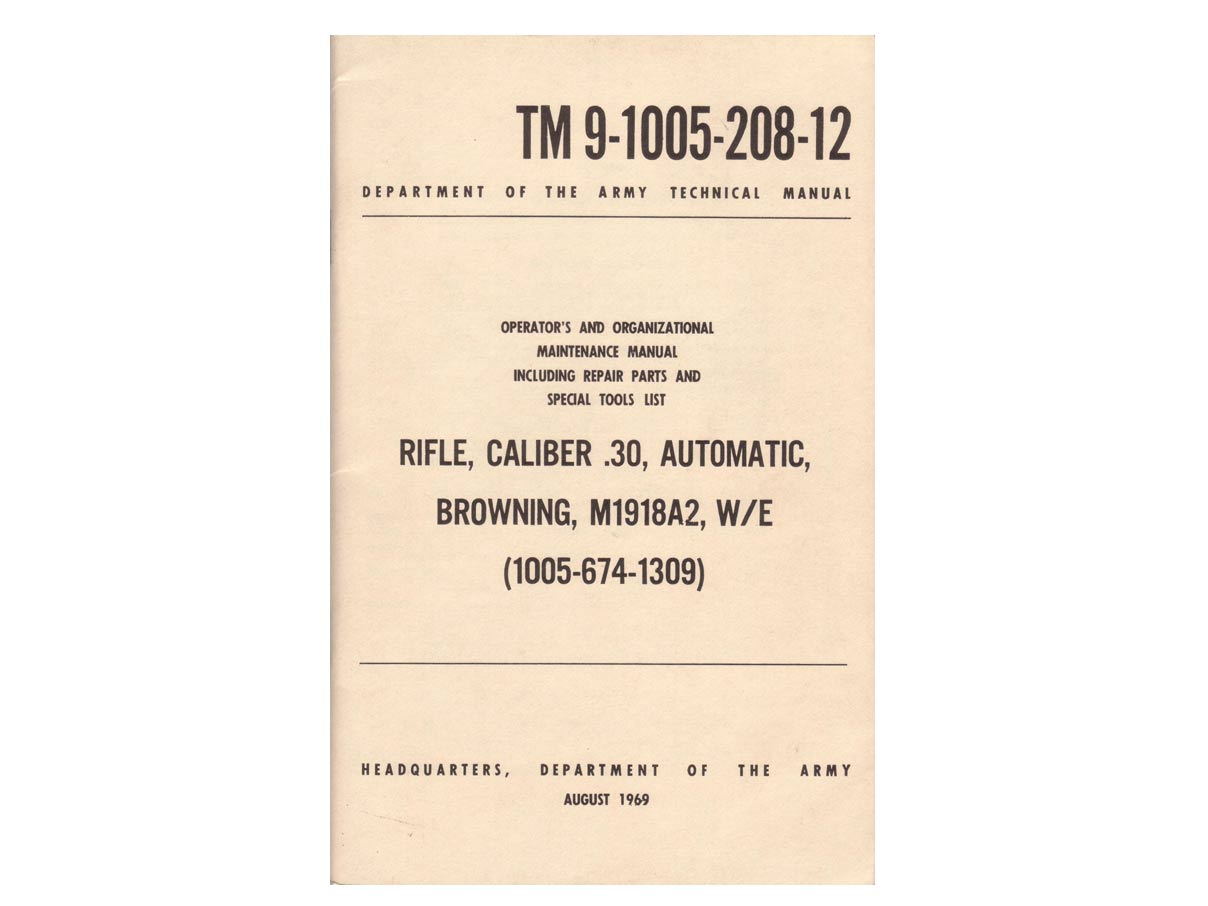 TM 9-1005-208-12
DEPARTMENT OF THE ARMY TECHNICAL MANUAL
OPERATOR'S AND ORGANIZATIONAL
MAINTENANCE MANUAL
INCLUDING REPAIR PARTS AND
SPECIAL TOOLS LIST
RIFLE, CALIBER .30, AUTOMATIC,
BROWNING, M1918A2, W/E
(1005-674-1309)
HEADQUARTERS, DEPARTMENT OF THE ARMY
AUGUST 1969